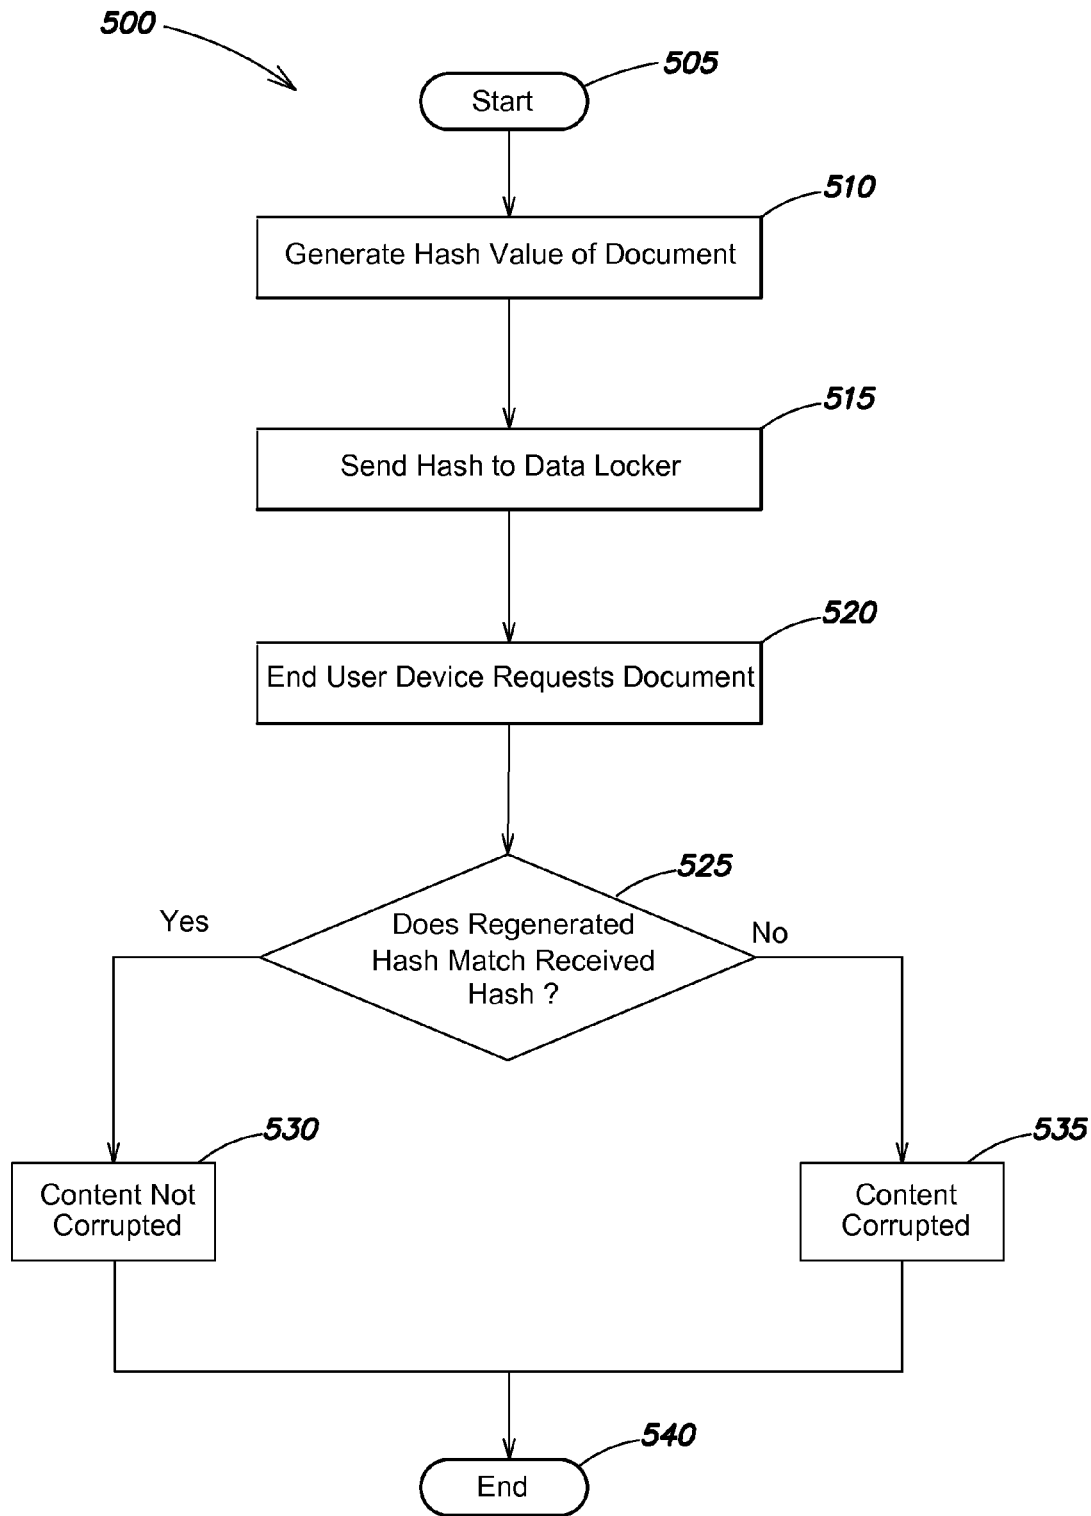 500
505
Start
510
Generate Hash Value of Document
515
Send Hash to Data Locker
520
End User Device Requests Document
525
Does Regenerated
Hash Match Received
Hash ?
Yes
No
530
Content Not
Corrupted
535
Content
Corrupted
540
End